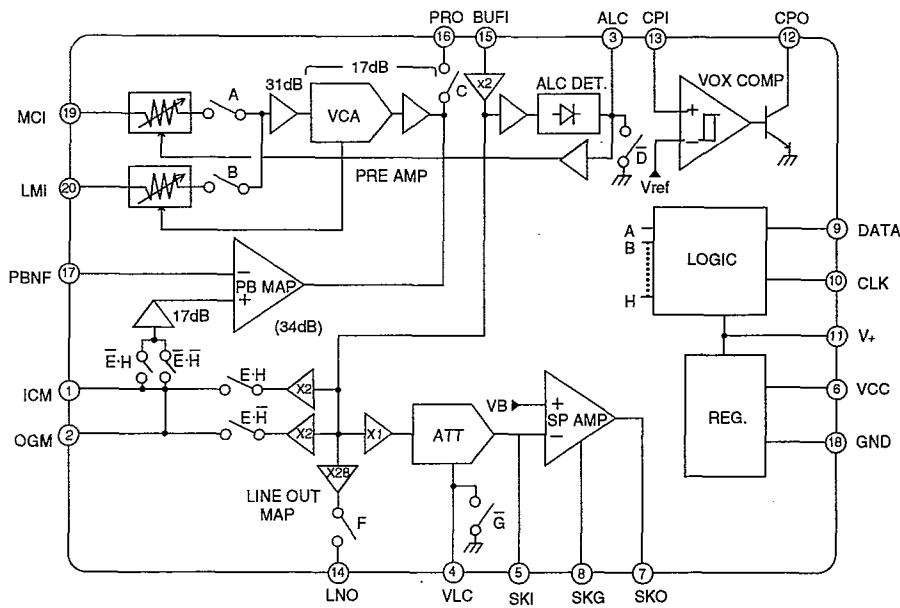 PRO BUFI ALC CPI CPO
16 15 3 13 12
17dB
31dB
X2
ALC DET.
VOX COMP
MCI 19
A
VCA
C
+
−
D̅
LMI 20
B
PRE AMP
Vref
A
B
H
LOGIC
9 DATA
10 CLK
PBNF 17
−
PB MAP
+
17dB
(34dB)
11 V+
E̅·H E̅·H̅
ICM 1
E·H
X2
VB
+
SP AMP
−
REG.
6 VCC
OGM 2
E·H̅
X2
X1
ATT
18 GND
X28
LINE OUT
MAP
F
G̅
14 4 5 8 7
LNO VLC SKI SKG SKO